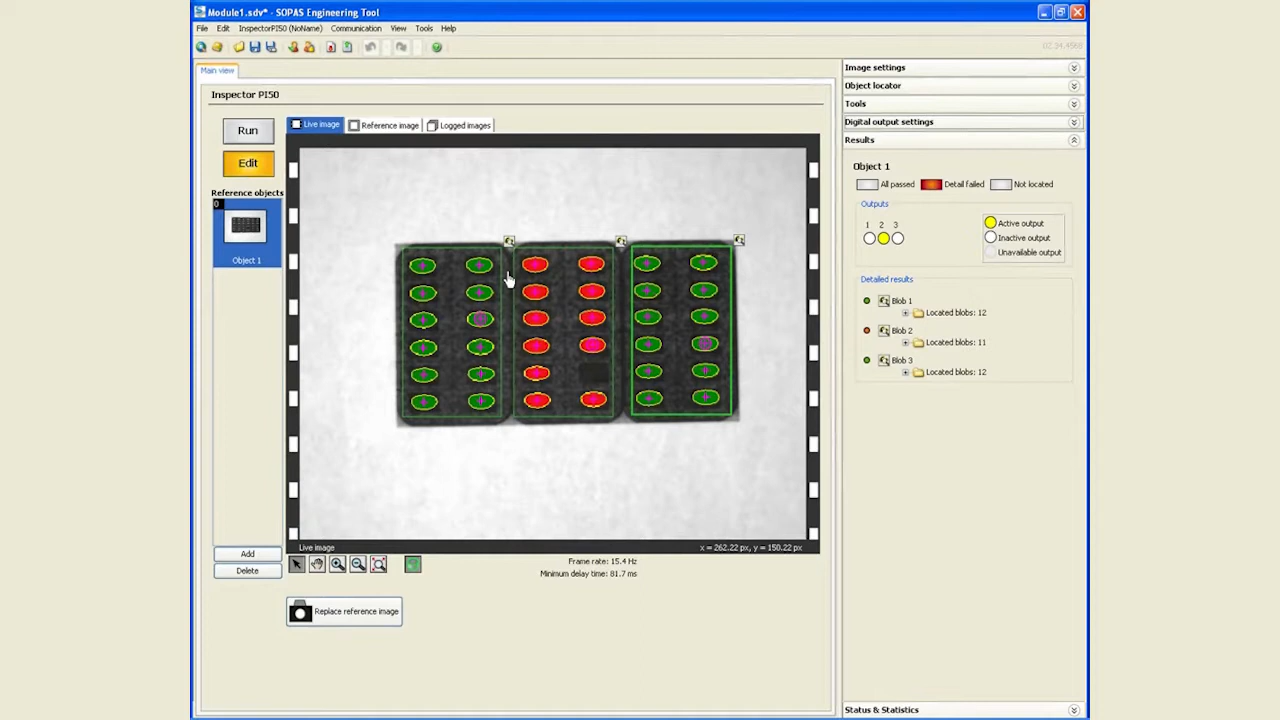 Module1.sdv* - SOPAS Engineering Tool
File Edit InspectorPI50 (NoName) Communication View Tools Help
02.34.4568
Main view
Inspector PI50
Run
Edit
Reference objects
0
Object 1
Add
Delete
Live image Reference image Logged images
Live image
x = 262.22 px, y = 150.22 px
Frame rate: 15.4 Hz
Minimum delay time: 81.7 ms
Replace reference image
Image settings
Object locator
Tools
Digital output settings
Results
Object 1
All passed Detail failed Not located
Outputs
1 2 3
Active output
Inactive output
Unavailable output
Detailed results
Blob 1
Located blobs: 12
Blob 2
Located blobs: 11
Blob 3
Located blobs: 12
Status & Statistics